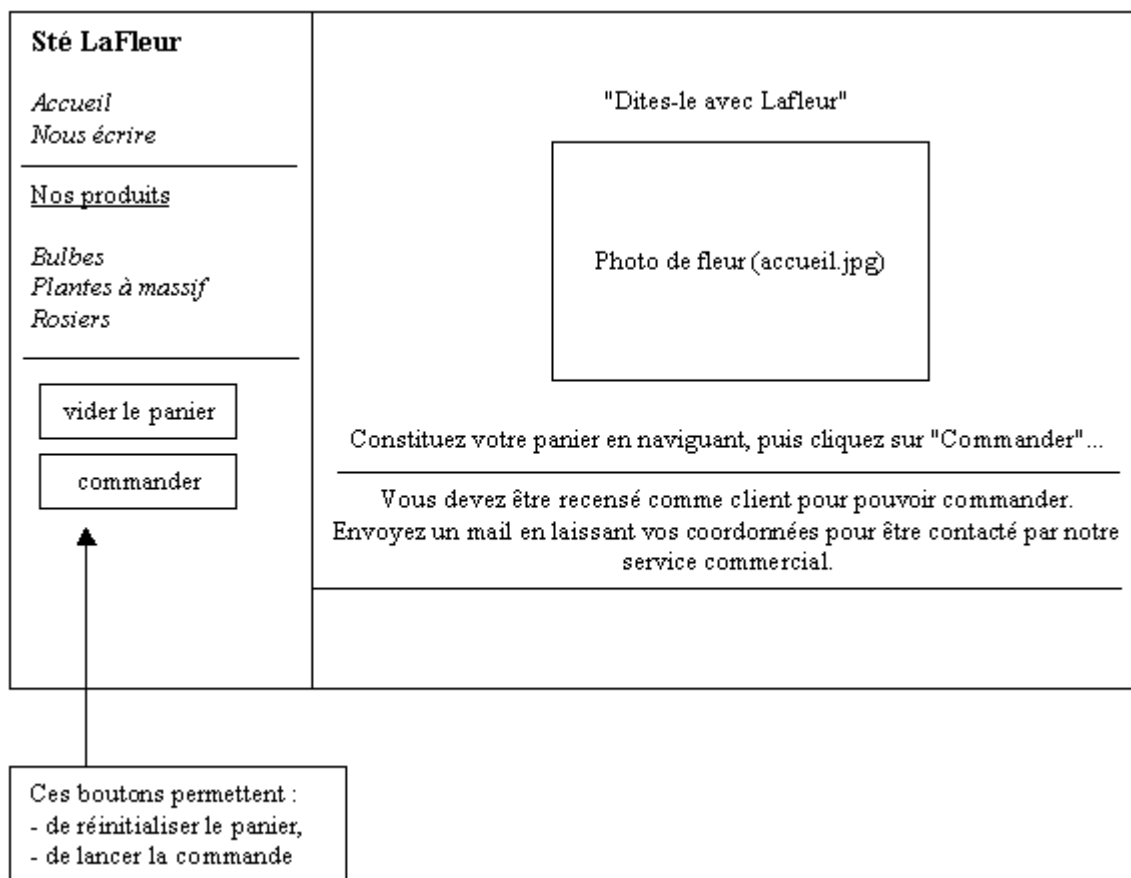 Sté LaFleur
Accueil
Nous écrire
Nos produits
Bulbes
Plantes à massif
Rosiers
vider le panier
commander
"Dites-le avec Lafleur"
Photo de fleur (accueil.jpg)
Constituez votre panier en naviguant, puis cliquez sur "Commander"...
Vous devez être recensé comme client pour pouvoir commander.
Envoyez un mail en laissant vos coordonnées pour être contacté par notre
service commercial.
Ces boutons permettent :
- de réinitialiser le panier,
- de lancer la commande